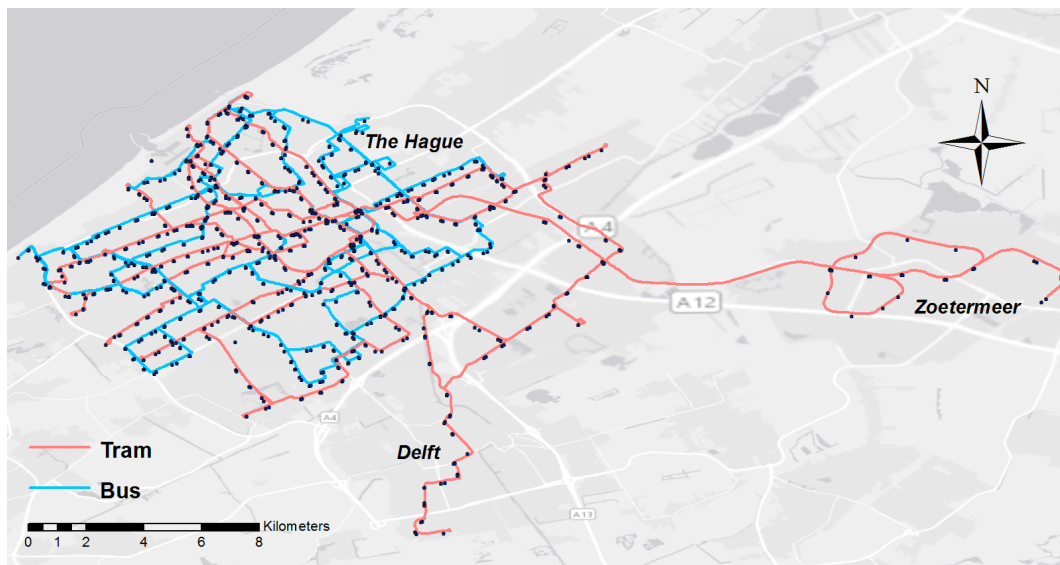 N
The Hague
A4
A12
Zoetermeer
A4
Tram
Delft
Bus
Kilometers
0 1 2 4 6 8
A13